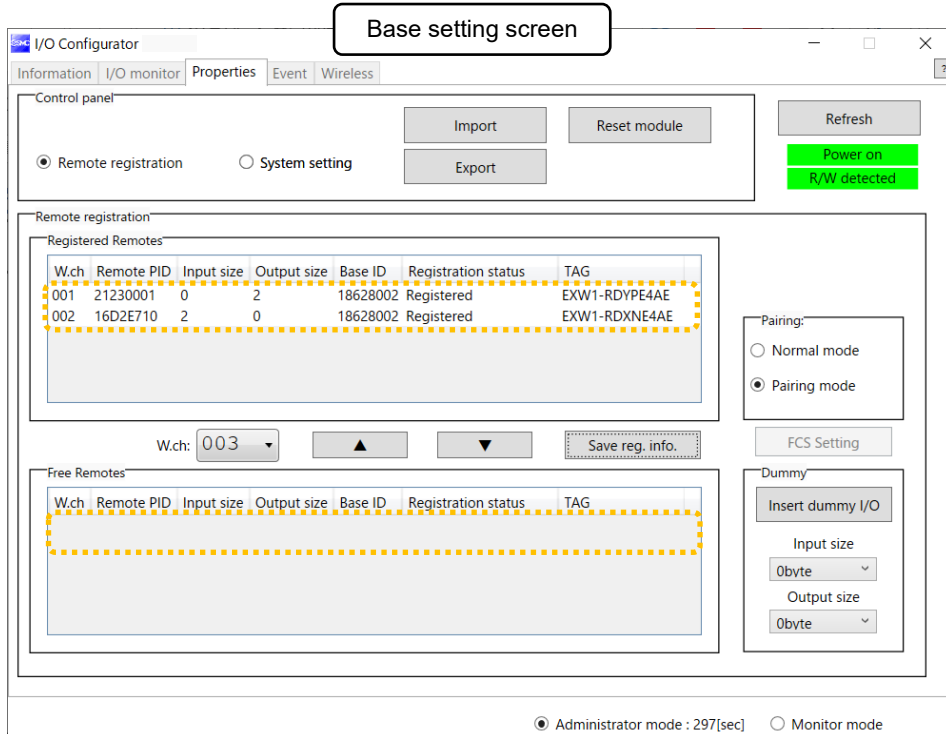 Base setting screen
I/O Configurator
Information I/O monitor Properties Event Wireless
?
Control panel
Import Reset module Refresh
Remote registration System setting Export
Power on
R/W detected
Remote registration
Registered Remotes
W.ch Remote PID Input size Output size Base ID Registration status TAG
001 21230001 0 2 18628002 Registered EXW1-RDYPE4AE
002 16D2E710 2 0 18628002 Registered EXW1-RDXNE4AE
Pairing:
Normal mode
Pairing mode
W.ch: 003 ▲ ▼ Save reg. info. FCS Setting
Free Remotes
W.ch Remote PID Input size Output size Base ID Registration status TAG
Dummy
Insert dummy I/O
Input size
0byte
Output size
0byte
Administrator mode : 297[sec] Monitor mode